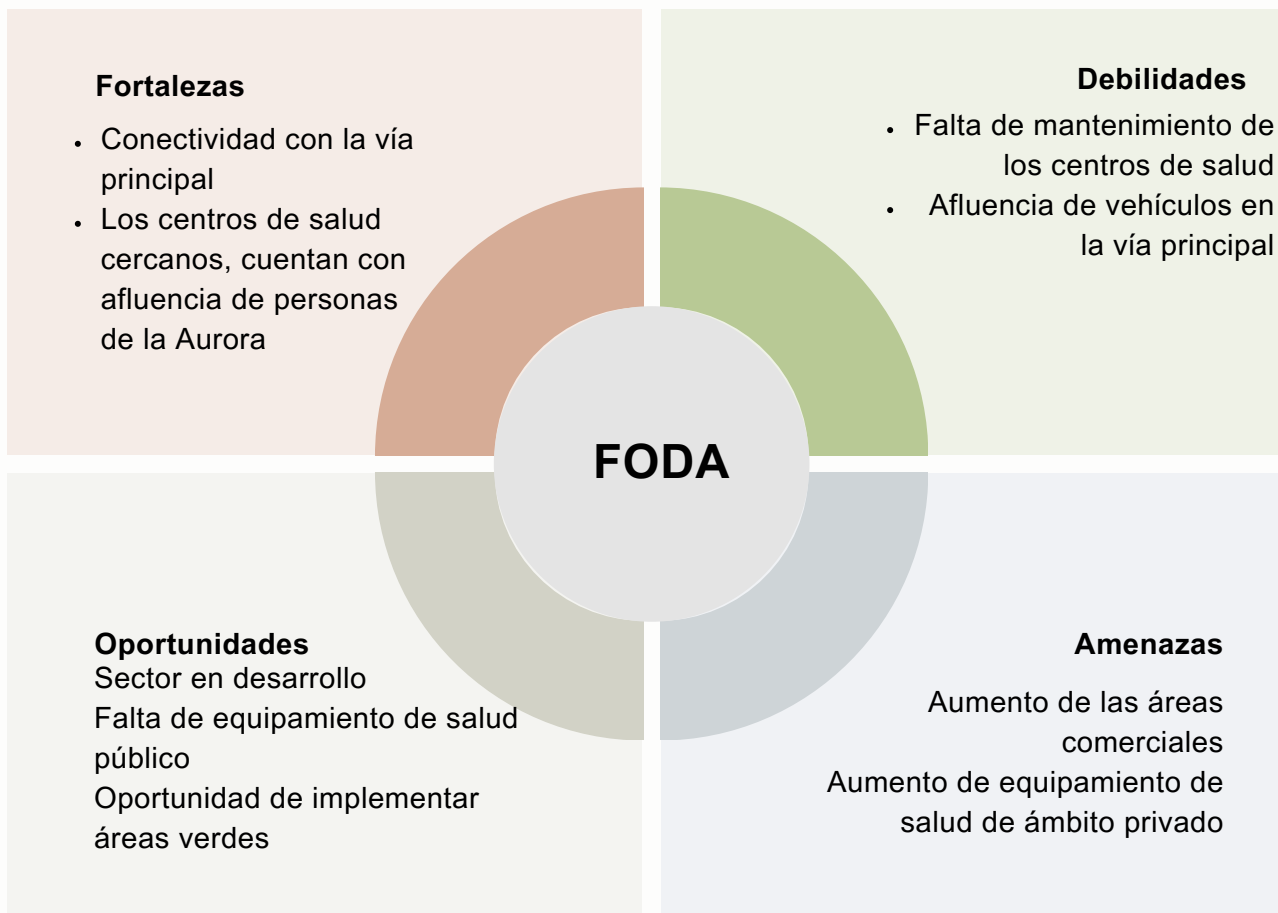 Fortalezas
• Conectividad con la vía
principal
• Los centros de salud
cercanos, cuentan con
afluencia de personas
de la Aurora
Debilidades
• Falta de mantenimiento de
los centros de salud
• Afluencia de vehículos en
la vía principal
FODA
Oportunidades
Sector en desarrollo
Falta de equipamiento de salud
público
Oportunidad de implementar
áreas verdes
Amenazas
Aumento de las áreas
comerciales
Aumento de equipamiento de
salud de ámbito privado